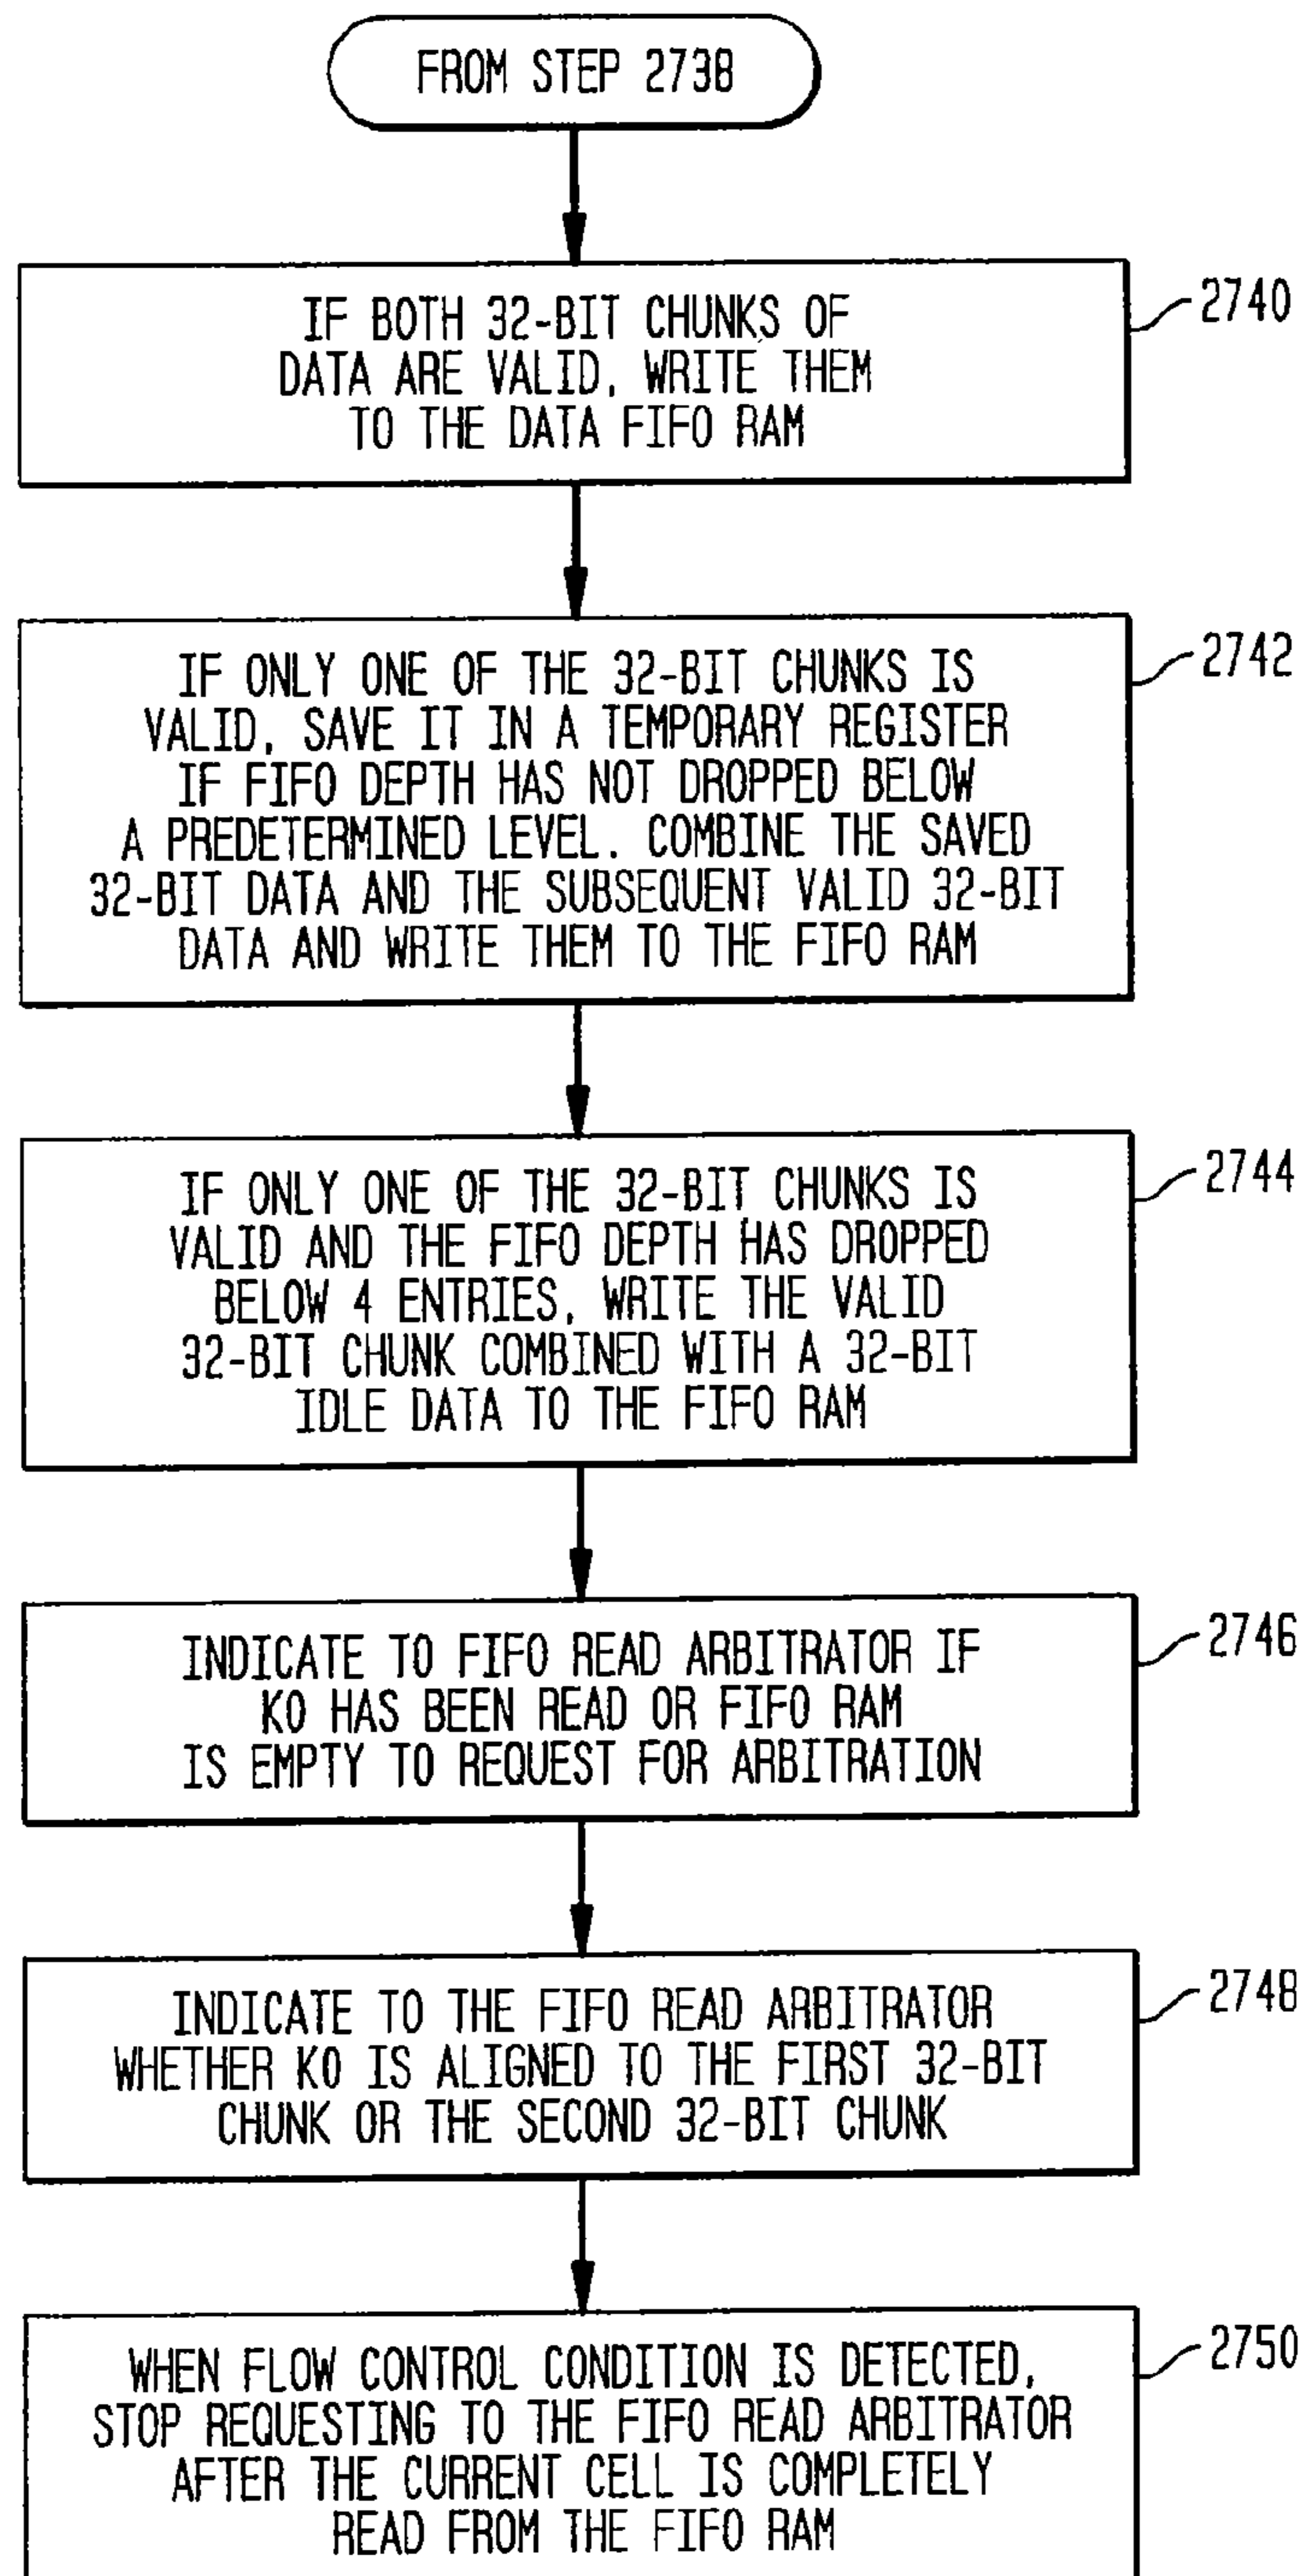 FROM STEP 2738
IF BOTH 32-BIT CHUNKS OF
DATA ARE VALID, WRITE THEM
TO THE DATA FIFO RAM
2740
IF ONLY ONE OF THE 32-BIT CHUNKS IS
VALID, SAVE IT IN A TEMPORARY REGISTER
IF FIFO DEPTH HAS NOT DROPPED BELOW
A PREDETERMINED LEVEL. COMBINE THE SAVED
32-BIT DATA AND THE SUBSEQUENT VALID 32-BIT
DATA AND WRITE THEM TO THE FIFO RAM
2742
IF ONLY ONE OF THE 32-BIT CHUNKS IS
VALID AND THE FIFO DEPTH HAS DROPPED
BELOW 4 ENTRIES, WRITE THE VALID
32-BIT CHUNK COMBINED WITH A 32-BIT
IDLE DATA TO THE FIFO RAM
2744
INDICATE TO FIFO READ ARBITRATOR IF
K0 HAS BEEN READ OR FIFO RAM
IS EMPTY TO REQUEST FOR ARBITRATION
2746
INDICATE TO THE FIFO READ ARBITRATOR
WHETHER K0 IS ALIGNED TO THE FIRST 32-BIT
CHUNK OR THE SECOND 32-BIT CHUNK
2748
WHEN FLOW CONTROL CONDITION IS DETECTED,
STOP REQUESTING TO THE FIFO READ ARBITRATOR
AFTER THE CURRENT CELL IS COMPLETELY
READ FROM THE FIFO RAM
2750